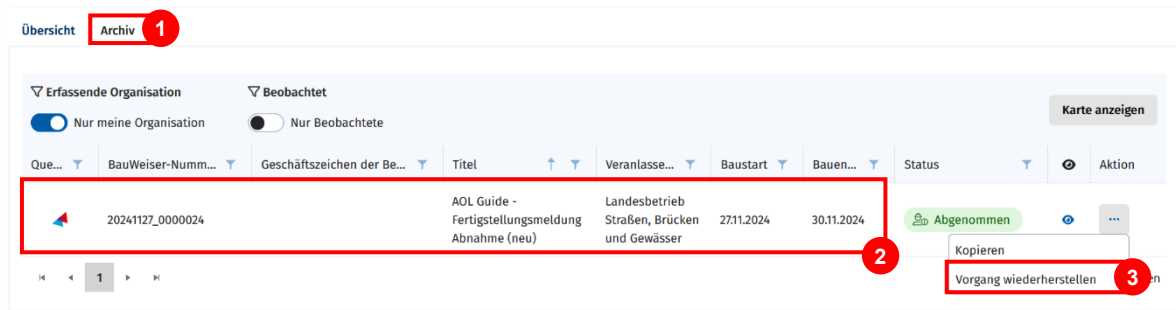 Übersicht Archiv 1
Erfassende Organisation Beobachtet
Nur meine Organisation Nur Beobachtete Karte anzeigen
Que... BauWeiser-Numm... Geschäftszeichen der Be... Titel Veranlasse... Baustart Bauen... Status Aktion
AOL Guide - Landesbetrieb
20241127_0000024 Fertigstellungsmeldung Straßen, Brücken 27.11.2024 30.11.2024 Abgenommen ...
Abnahme (neu) und Gewässer
2 Kopieren
1 Vorgang wiederherstellen 3 en